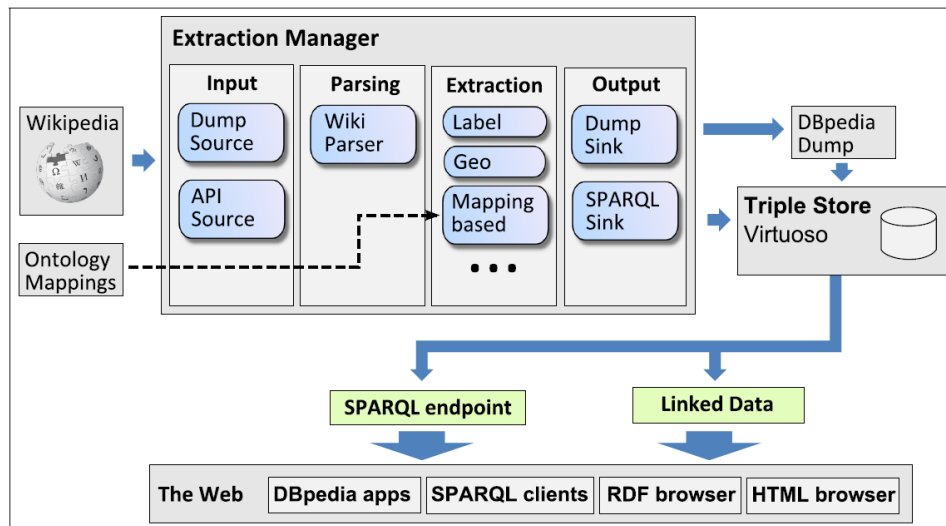 Extraction Manager
Input
Parsing
Extraction
Output
Wikipedia
Dump
Source
API
Source
Wiki
Parser
Label
Geo
Mapping
based
...
Dump
Sink
SPARQL
Sink
DBpedia
Dump
Triple Store
Virtuoso
Ontology
Mappings
SPARQL endpoint
Linked Data
The Web
DBpedia apps
SPARQL clients
RDF browser
HTML browser